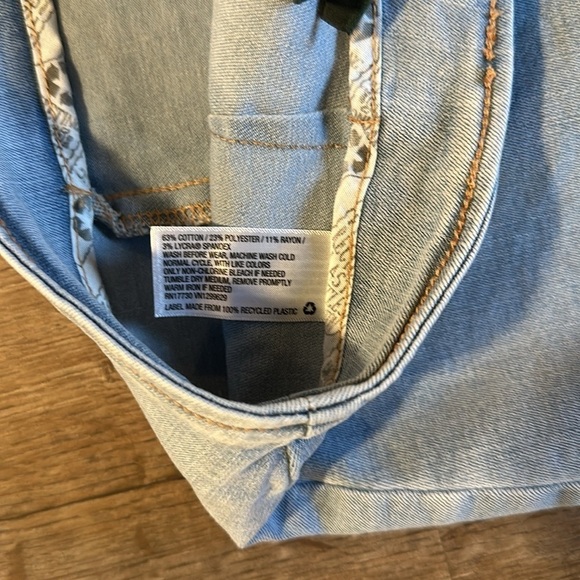 63% COTTON / 23% POLYESTER / 11% RAYON /
3% LYCRA® SPANDEX
WASH BEFORE WEAR, MACHINE WASH COLD
NORMAL CYCLE, WITH LIKE COLORS
ONLY NON-CHLORINE BLEACH IF NEEDED
TUMBLE DRY MEDIUM, REMOVE PROMPTLY
WARM IRON IF NEEDED
RN17730 VN1299629
LABEL MADE FROM 100% RECYCLED PLASTIC